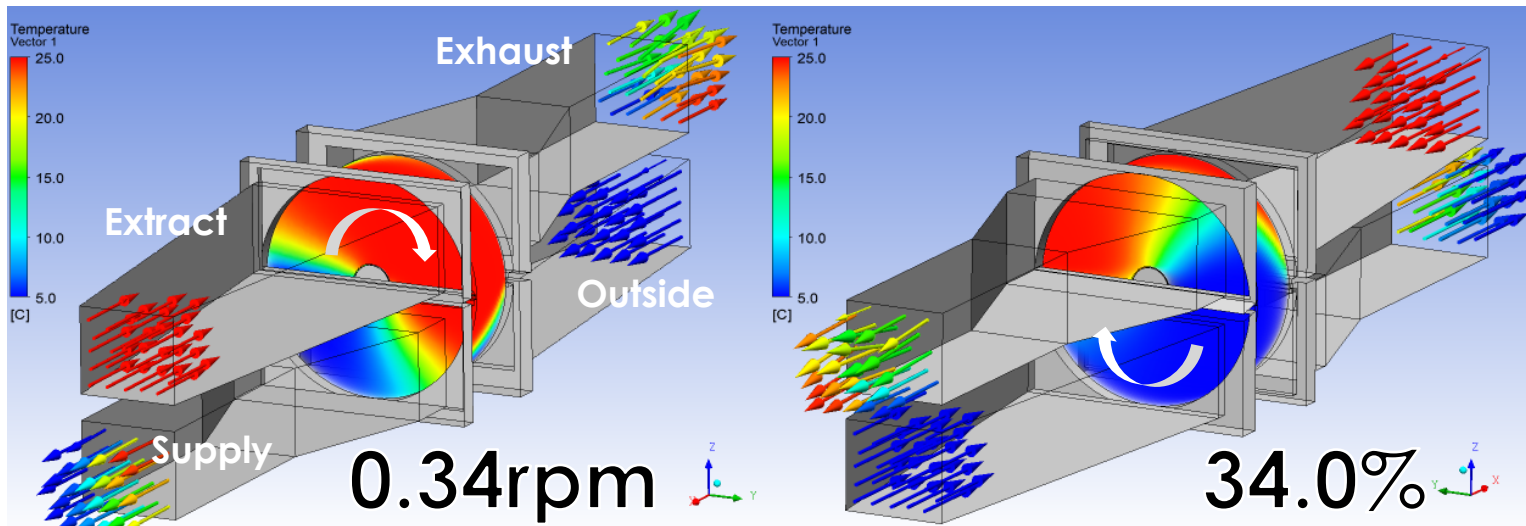 Temperature
Vector 1
25.0
20.0
15.0
10.0
5.0
[C]
Exhaust
Extract
Outside
Supply
0.34rpm
Z
X
Y
Temperature
Vector 1
25.0
20.0
15.0
10.0
5.0
[C]
34.0%
Z
X
Y